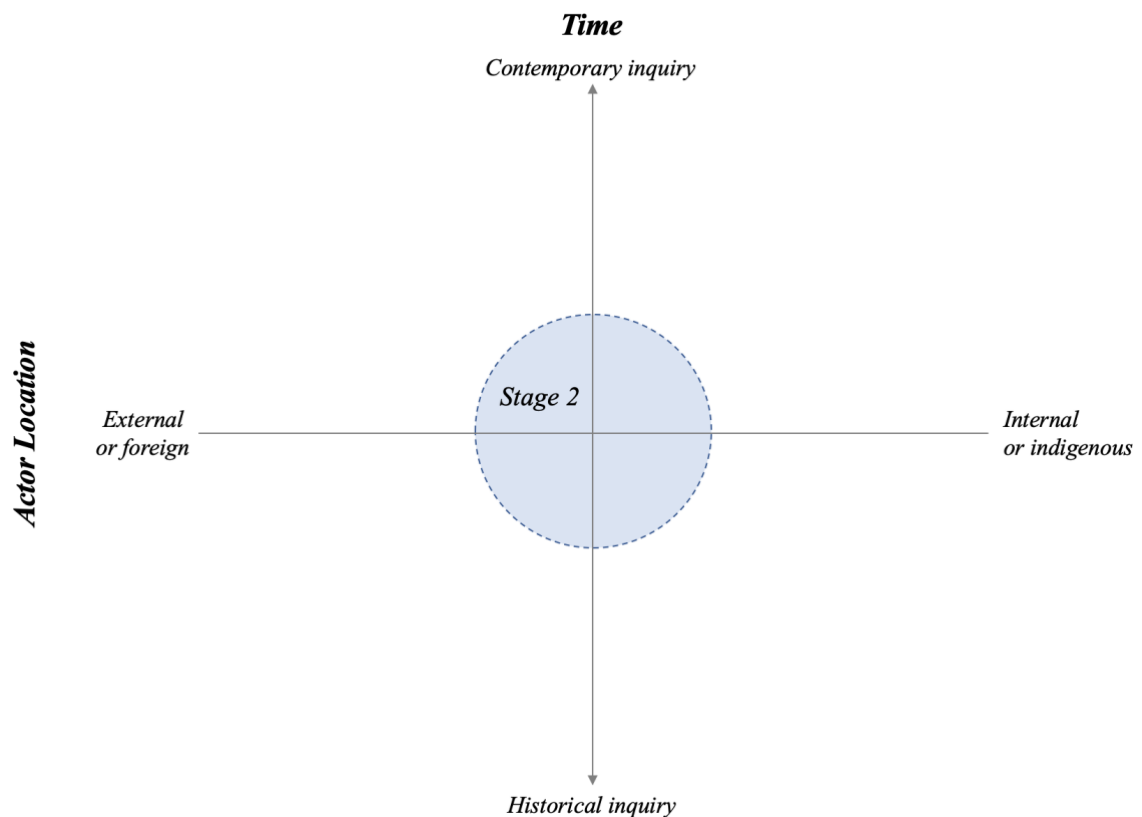 Time
Contemporary inquiry
Actor Location
Stage 2
External
or foreign
Internal
or indigenous
Historical inquiry